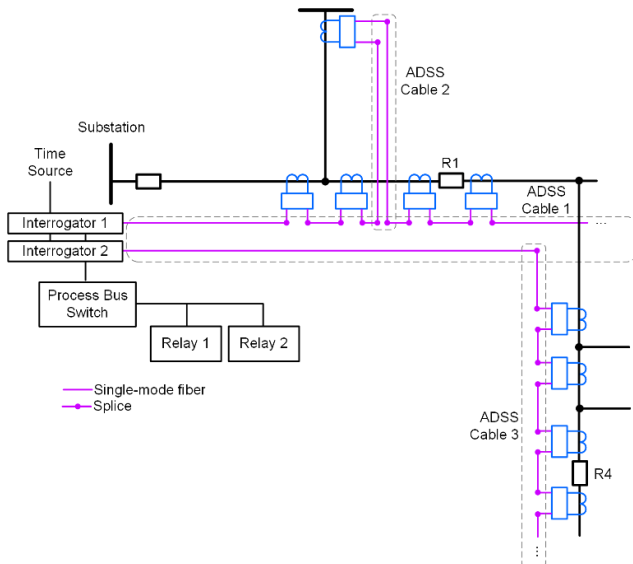 ADSS
Cable 2
Substation
Time
Source
R1
ADSS
Cable 1
Interrogator 1
...
Interrogator 2
Process Bus
Switch
Relay 1
Relay 2
Single-mode fiber
Splice
ADSS
Cable 3
R4
...